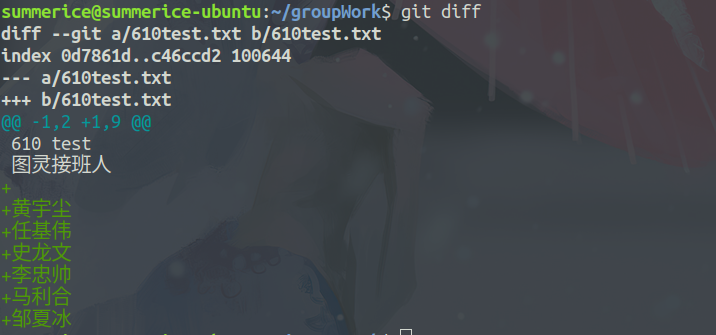 summerice@summerice-ubuntu:~/groupWork$ git diff
diff --git a/610test.txt b/610test.txt
index 0d7861d..c46ccd2 100644
--- a/610test.txt
+++ b/610test.txt
@@ -1,2 +1,9 @@
 610 test
 图灵接班人
+
+黄宇尘
+任基伟
+史龙文
+李忠帅
+马利合
+邹夏冰